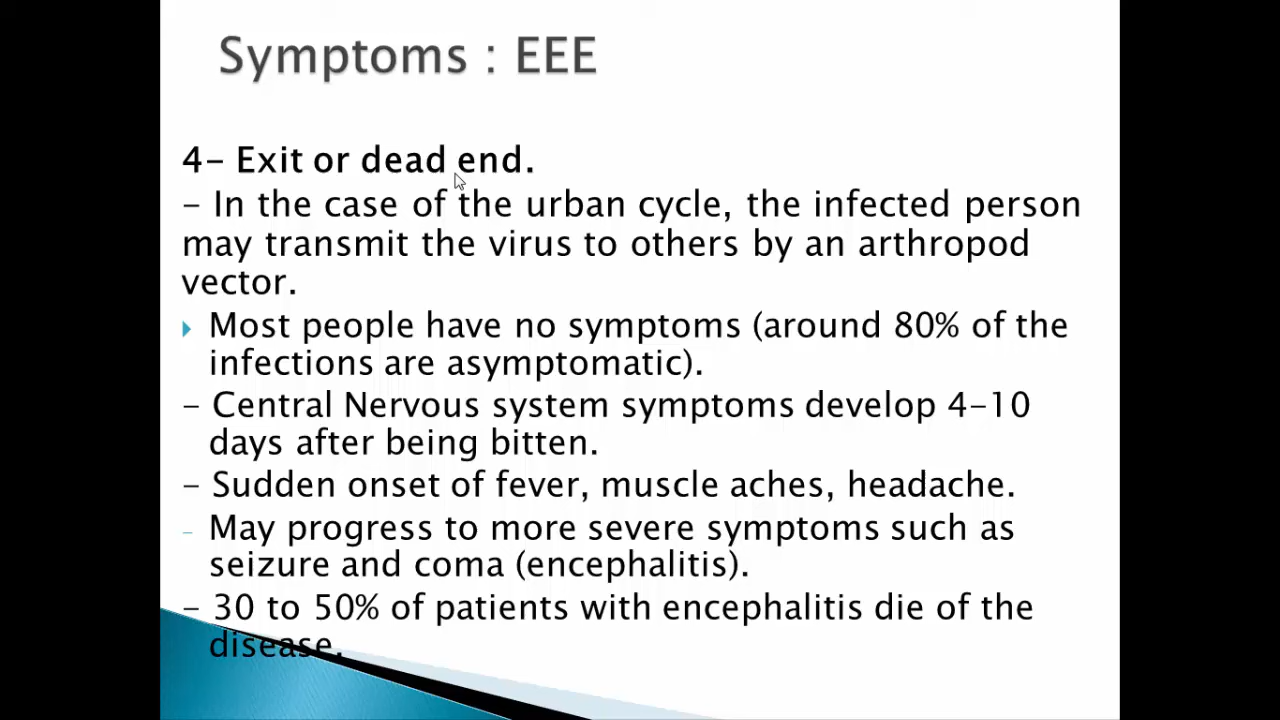 Symptoms : EEE
4- Exit or dead end.
- In the case of the urban cycle, the infected person
may transmit the virus to others by an arthropod
vector.
Most people have no symptoms (around 80% of the
infections are asymptomatic).
- Central Nervous system symptoms develop 4-10
days after being bitten.
- Sudden onset of fever, muscle aches, headache.
- May progress to more severe symptoms such as
seizure and coma (encephalitis).
- 30 to 50% of patients with encephalitis die of the
disease.